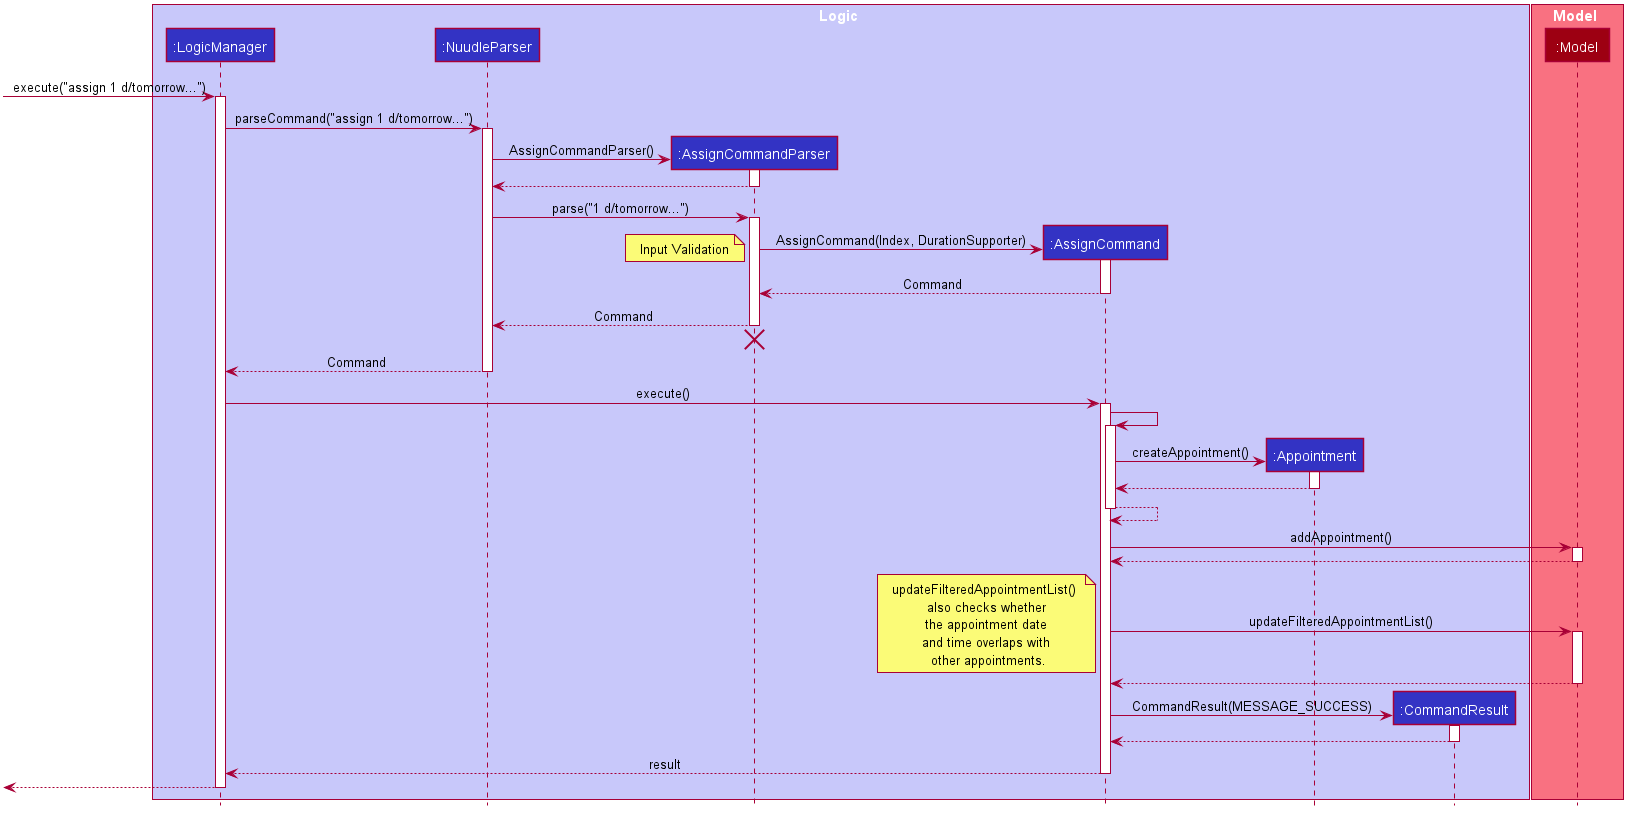 Logic
Model
:LogicManager
:NuudleParser
:Model
execute("assign 1 d/tomorrow...")
parseCommand("assign 1 d/tomorrow...")
AssignCommandParser()
:AssignCommandParser
parse("1 d/tomorrow...")
Input Validation
AssignCommand(Index, DurationSupporter)
:AssignCommand
Command
Command
Command
execute()
createAppointment()
:Appointment
addAppointment()
updateFilteredAppointmentList()
also checks whether
the appointment date
and time overlaps with
other appointments.
updateFilteredAppointmentList()
CommandResult(MESSAGE_SUCCESS)
:CommandResult
result